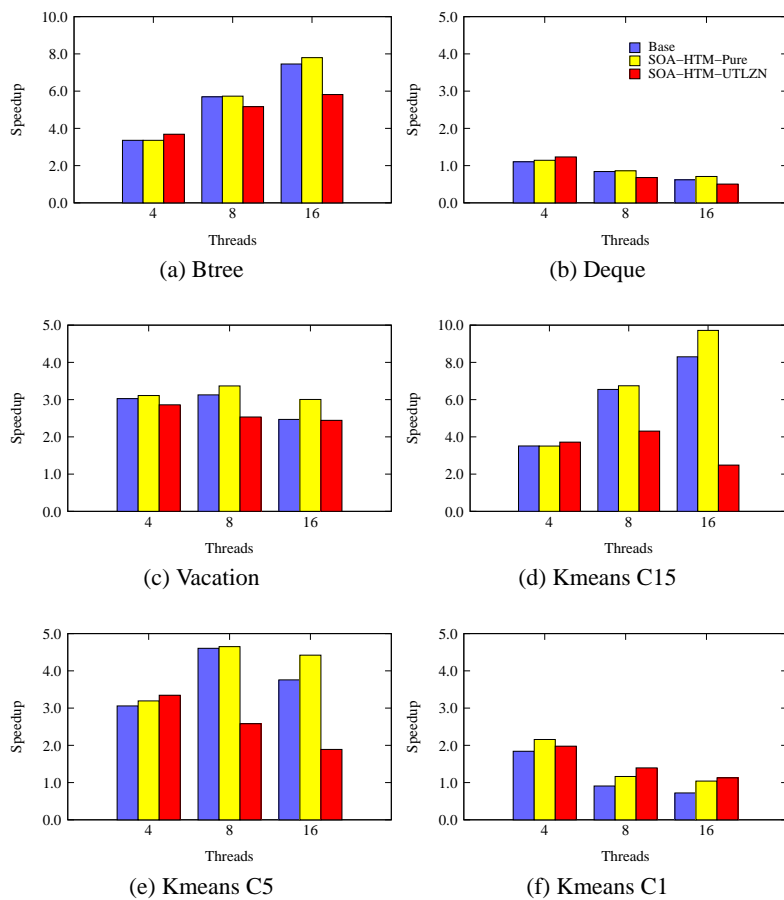 10.0
8.0
6.0
4.0
2.0
0.0
Speedup
4 8 16
Threads
(a) Btree
5.0
4.0
3.0
2.0
1.0
0.0
Speedup
Base
SOA−HTM−Pure
SOA−HTM−UTLZN
4 8 16
Threads
(b) Deque
5.0
4.0
3.0
2.0
1.0
0.0
Speedup
4 8 16
Threads
(c) Vacation
10.0
8.0
6.0
4.0
2.0
0.0
Speedup
4 8 16
Threads
(d) Kmeans C15
5.0
4.0
3.0
2.0
1.0
0.0
Speedup
4 8 16
Threads
(e) Kmeans C5
5.0
4.0
3.0
2.0
1.0
0.0
Speedup
4 8 16
Threads
(f) Kmeans C1